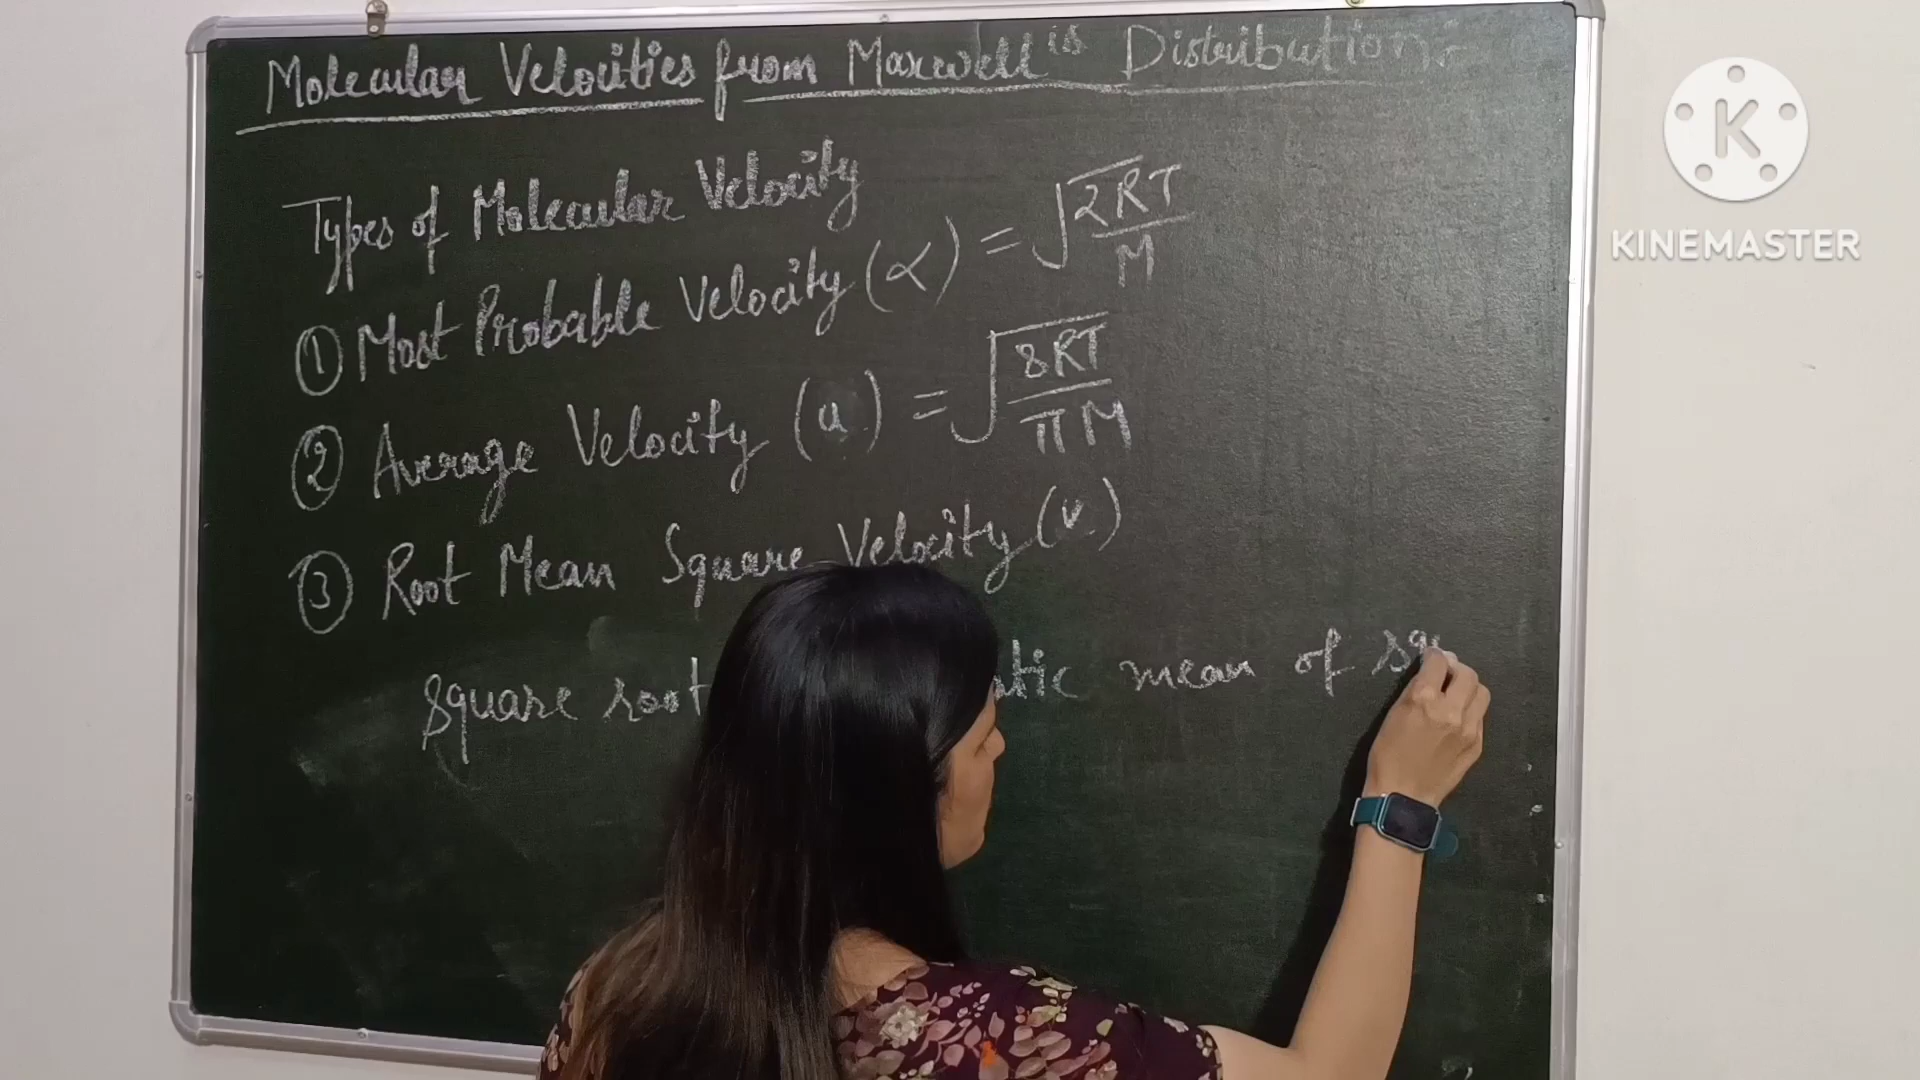 Molecular Velocities from Maxwell's Distribution:
Types of Molecular Velocity
① Most Probable Velocity (α) = √2RT/M
② Average Velocity (u) = √8RT/πM
③ Root Mean Square Velocity (v)
square root mean of
K
KINEMASTER